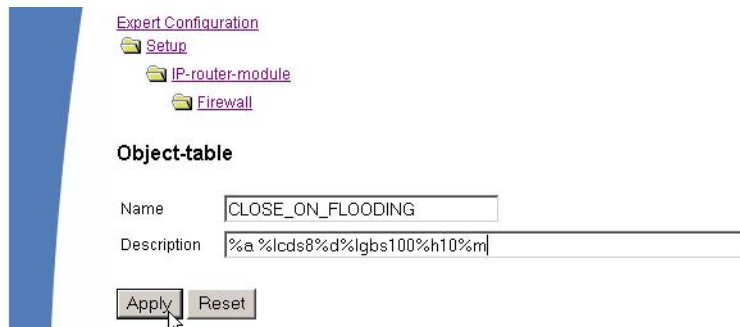 Expert Configuration
Setup
IP-router-module
Firewall
Object-table
Name CLOSE_ON_FLOODING
Description %a %lcds8%d%lgbs100%h10%m
Apply Reset